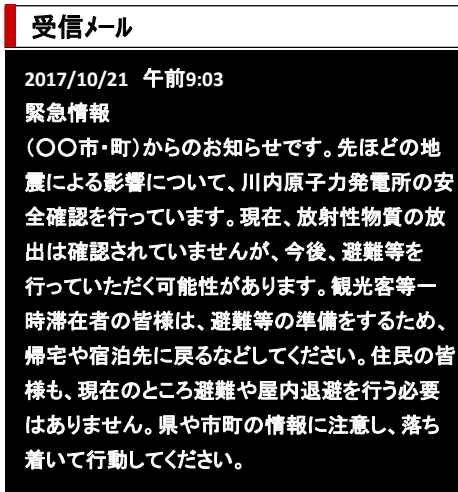 受信メール
2017/10/21 午前9:03
緊急情報
（〇〇市・町）からのお知らせです。先ほどの地
震による影響について、川内原子力発電所の安
全確認を行っています。現在、放射性物質の放
出は確認されていませんが、今後、避難等を
行っていただく可能性があります。観光客等一
時滞在者の皆様は、避難等の準備をするため、
帰宅や宿泊先に戻るなどしてください。住民の皆
様も、現在のところ避難や屋内退避を行う必要
はありません。県や市町の情報に注意し、落ち
着いて行動してください。